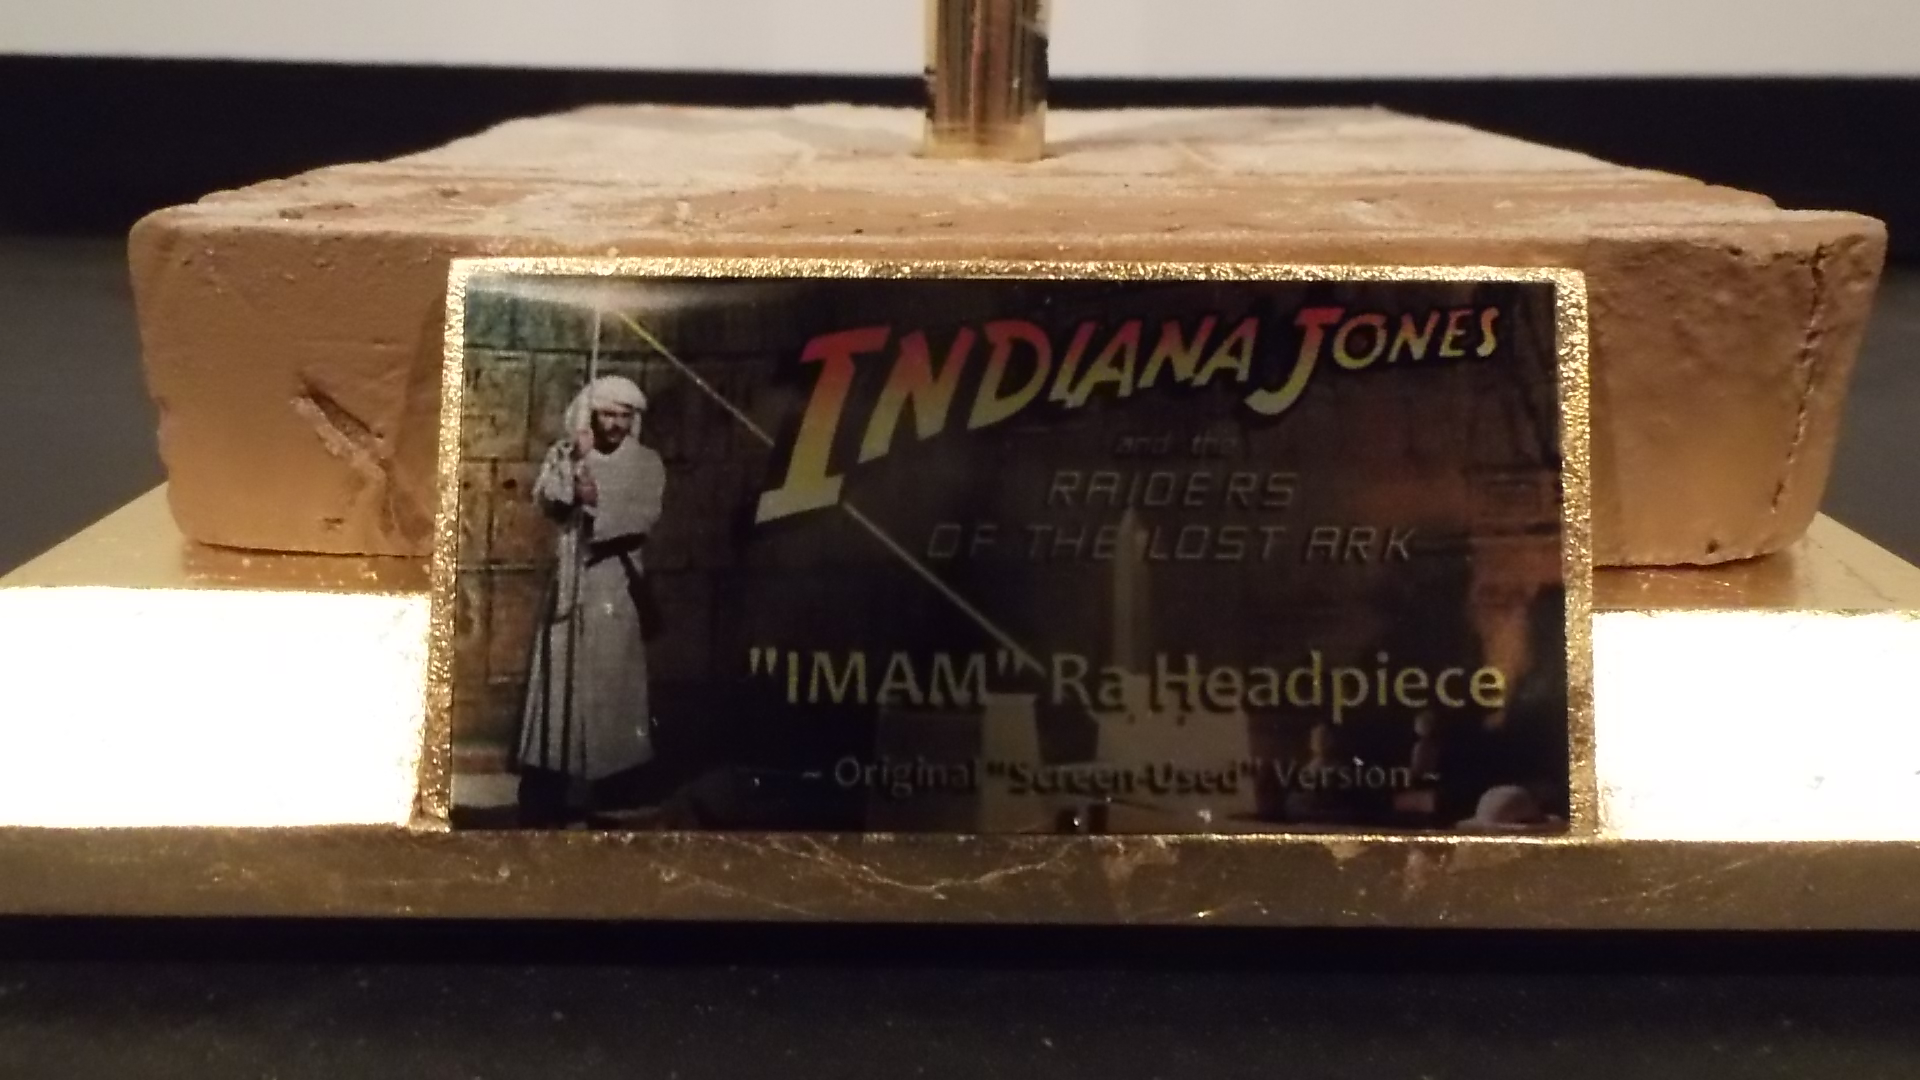 INDIANA JONES
and the
RAIDERS
OF THE LOST ARK
"IMAM" Ra Headpiece
~ Original "Screen-Used" Version ~